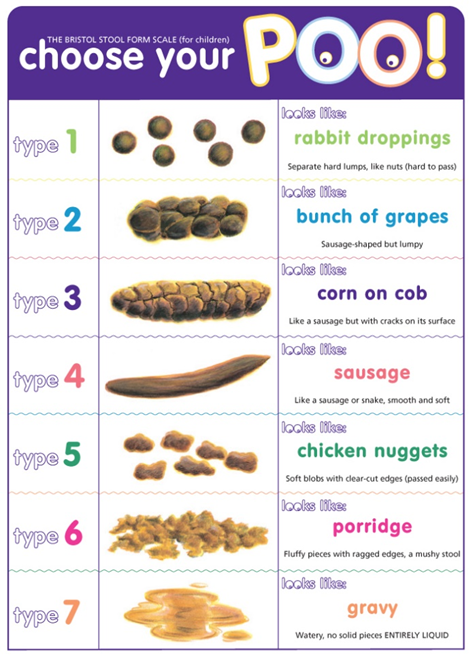 THE BRISTOL STOOL FORM SCALE (for children)
choose your POO!
type 1
looks like:
rabbit droppings
Separate hard lumps, like nuts (hard to pass)
type 2
looks like:
bunch of grapes
Sausage-shaped but lumpy
type 3
looks like:
corn on cob
Like a sausage but with cracks on its surface
type 4
looks like:
sausage
Like a sausage or snake, smooth and soft
type 5
looks like:
chicken nuggets
Soft blobs with clear-cut edges (passed easily)
type 6
looks like:
porridge
Fluffy pieces with ragged edges, a mushy stool
type 7
looks like:
gravy
Watery, no solid pieces ENTIRELY LIQUID